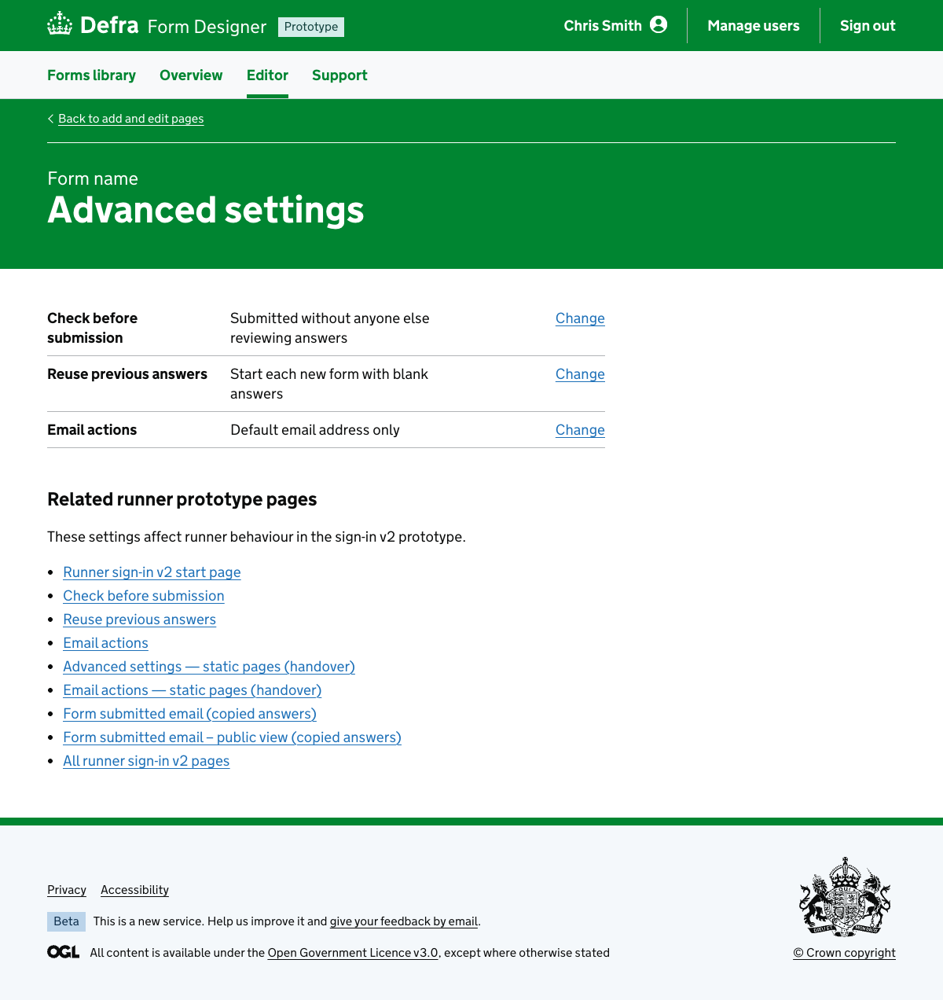 Defra Form Designer Prototype
Chris Smith
Manage users
Sign out
Forms library
Overview
Editor
Support
Back to add and edit pages
Form name
Advanced settings
Check before
submission
Submitted without anyone else
reviewing answers
Change
Reuse previous answers
Start each new form with blank
answers
Change
Email actions
Default email address only
Change
Related runner prototype pages
These settings affect runner behaviour in the sign-in v2 prototype.
• Runner sign-in v2 start page
• Check before submission
• Reuse previous answers
• Email actions
• Advanced settings — static pages (handover)
• Email actions — static pages (handover)
• Form submitted email (copied answers)
• Form submitted email – public view (copied answers)
• All runner sign-in v2 pages
Privacy
Accessibility
Beta This is a new service. Help us improve it and give your feedback by email.
OGL All content is available under the Open Government Licence v3.0, except where otherwise stated
© Crown copyright